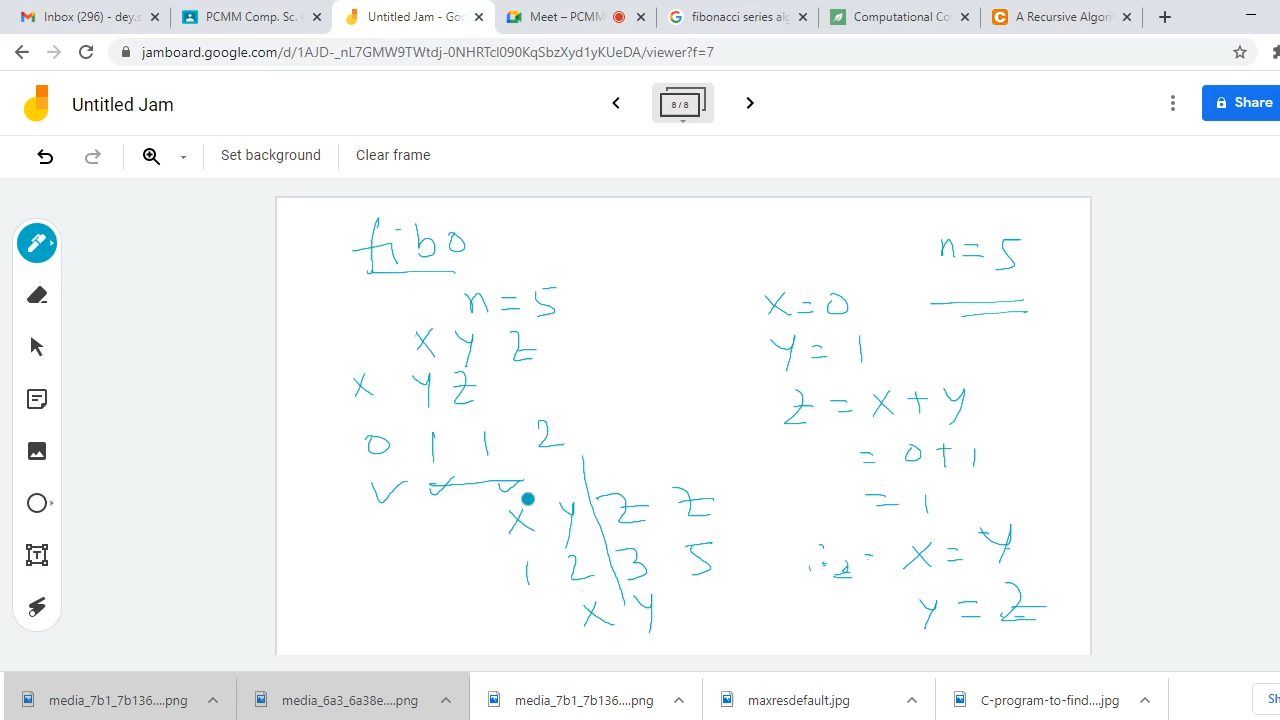 Inbox (296) - dey.s
PCMM Comp. Sc
Untitled Jam - Goo
Meet – PCMM
fibonacci series alg
Computational Co
A Recursive Algorit
jamboard.google.com/d/1AJD-_nL7GMW9TWtdj-0NHRTcl090KqSbzXyd1yKUeDA/viewer?f=7
Untitled Jam
8 / 8
Share
Set background
Clear frame
fibo
n = 5
x y z
x y z
0 1 1 2
x y z z
1 2 3 5
x y
n = 5
x = 0
y = 1
z = x + y
= 0 + 1
= 1
x = y
y = z
media_7b1_7b136....png
media_6a3_6a38e....png
media_7b1_7b136....png
maxresdefault.jpg
C-program-to-find....jpg